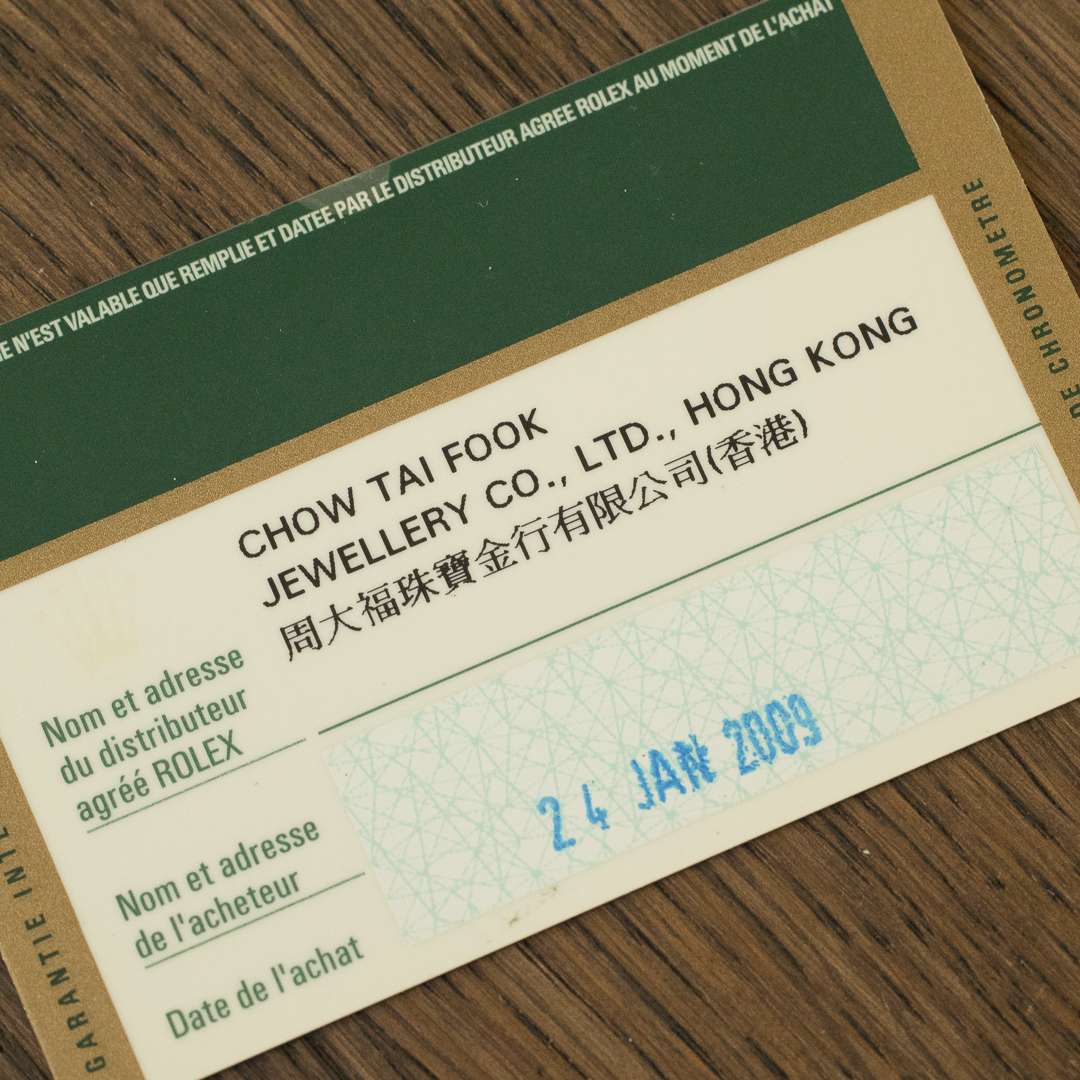 N'EST VALABLE QUE REMPLIE ET DATEE PAR LE DISTRIBUTEUR AGREE ROLEX AU MOMENT DE L'ACHAT
CHOW TAI FOOK
JEWELLERY CO., LTD., HONG KONG
周大福珠寶金行有限公司(香港)
Nom et adresse
du distributeur
agréé ROLEX
Nom et adresse
de l'acheteur
Date de l'achat
24 JAN 2009
GARANTIE INTE
DE CHRONOMETRE